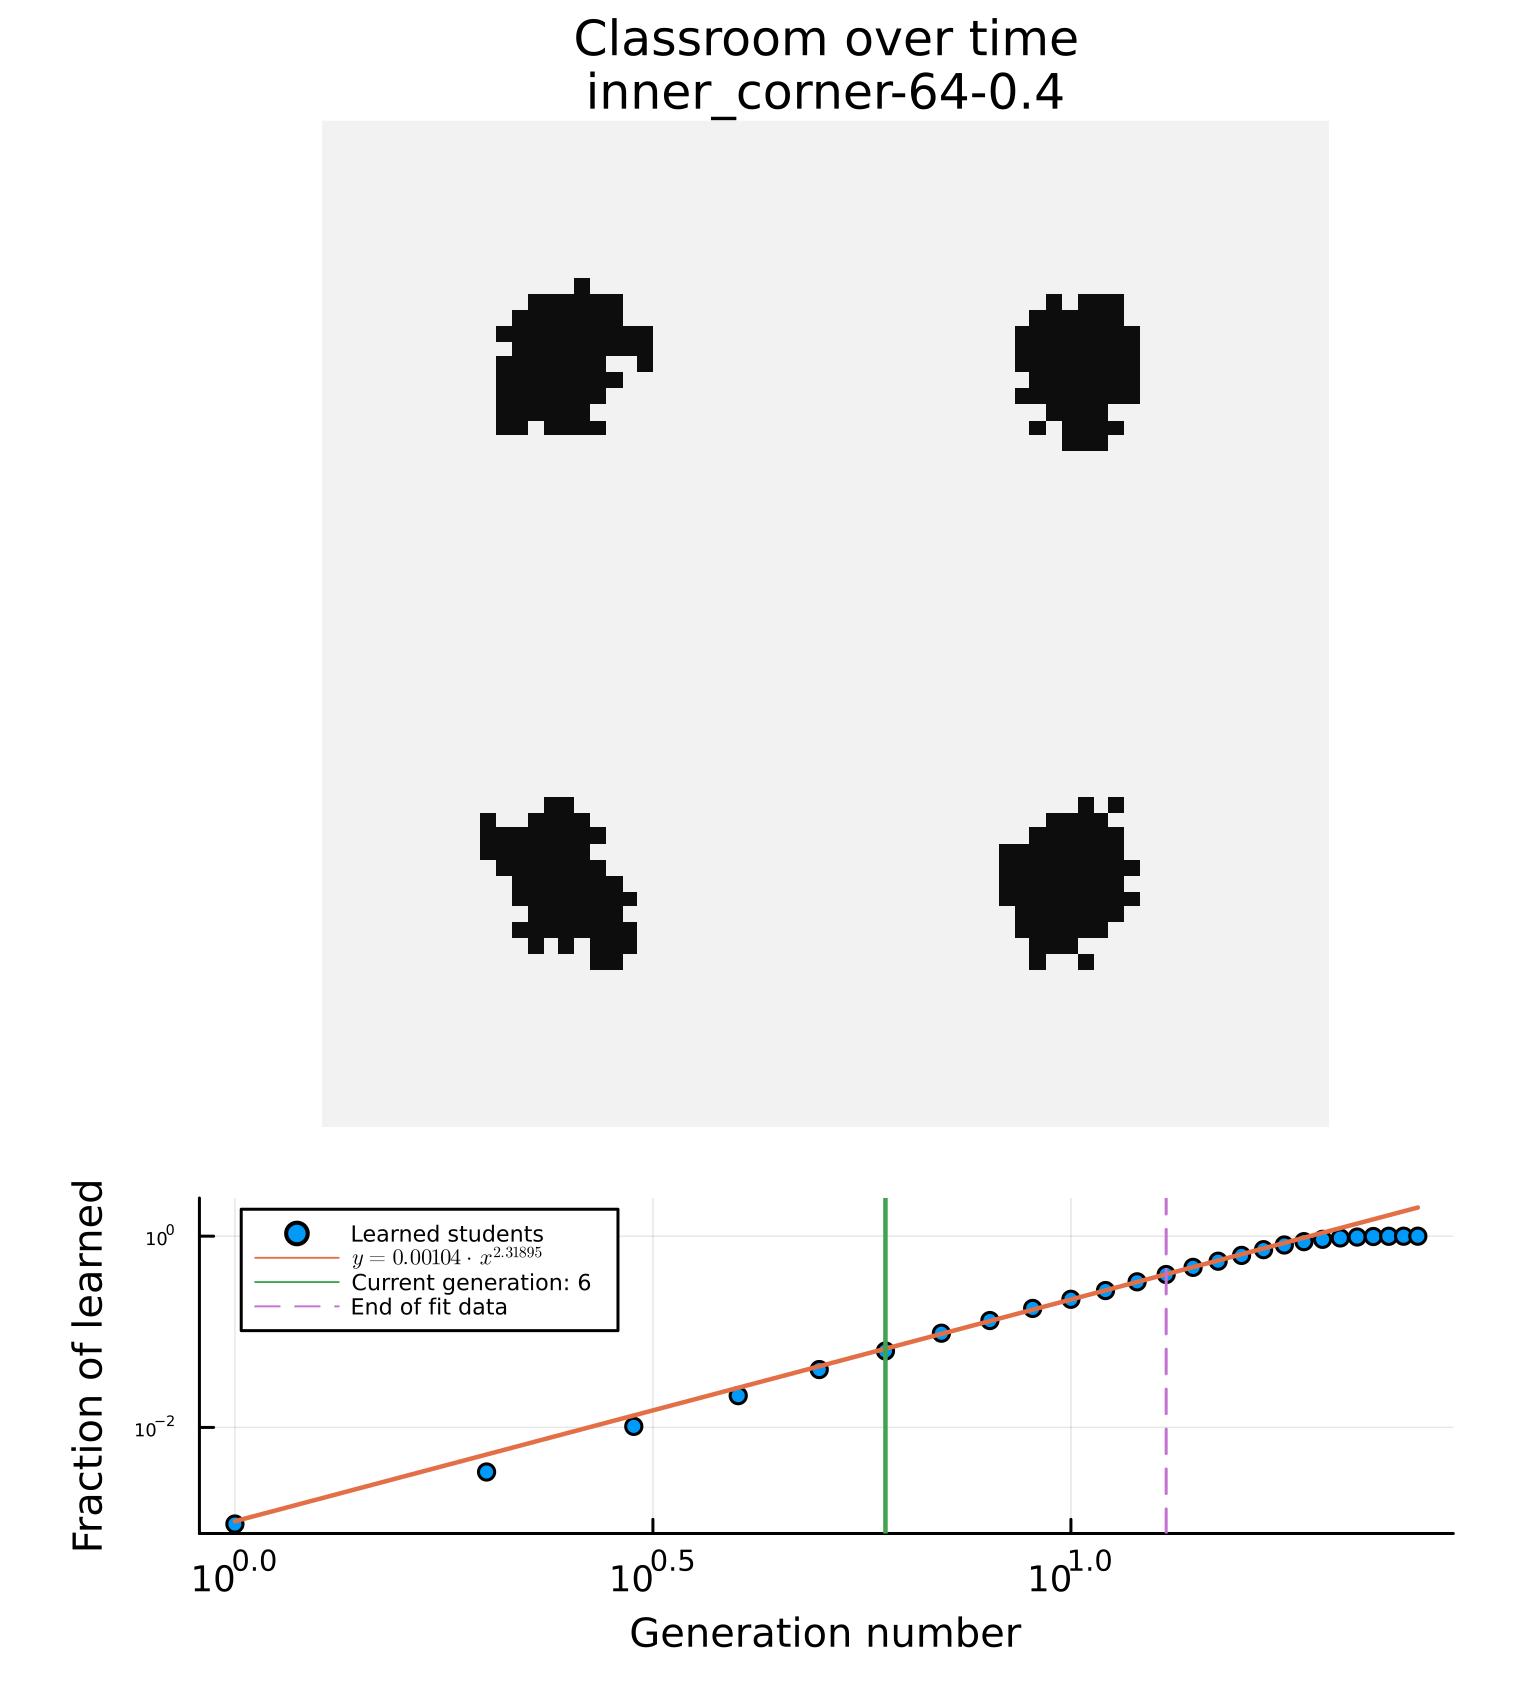 Classroom over time
inner_corner-64-0.4
Fraction of learned
10^0
10^−2
Learned students
y = 0.00104 · x^2.31895
Current generation: 6
End of fit data
10^0.0
10^0.5
10^1.0
Generation number